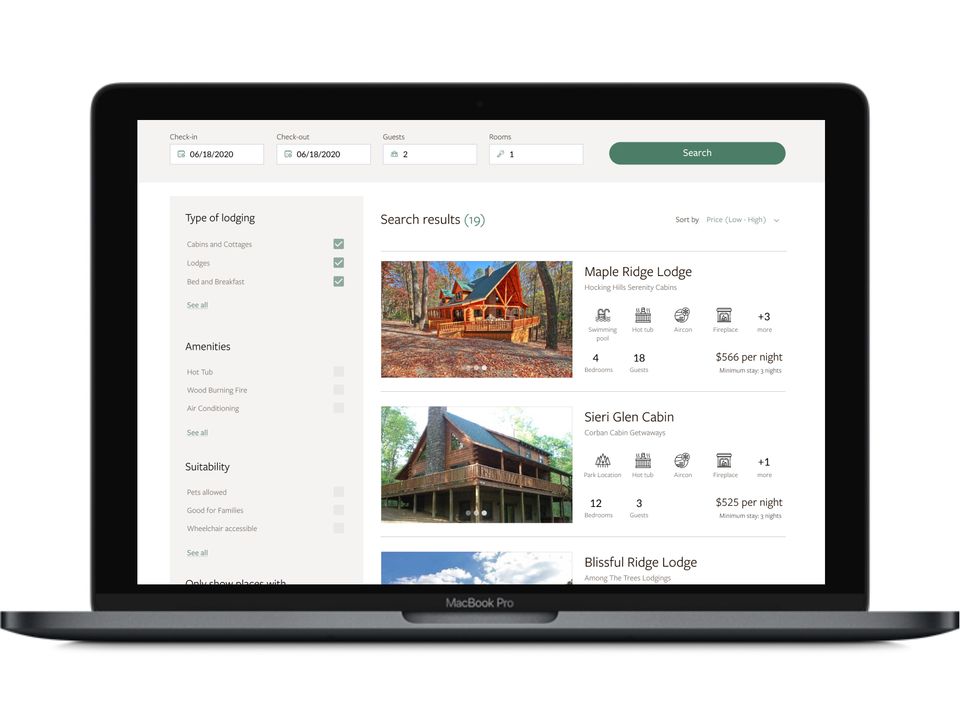 Check-in
Check-out
Guests
Rooms
06/18/2020
06/18/2020
2
1
Search
Type of lodging
Cabins and Cottages
Lodges
Bed and Breakfast
See all
Amenities
Hot Tub
Wood Burning Fire
Air Conditioning
See all
Suitability
Pets allowed
Good for Families
Wheelchair accessible
See all
Only show places with
Search results (19)
Sort by Price (Low - High)
Maple Ridge Lodge
Hocking Hills Serenity Cabins
Swimming
pool
Hot tub
Aircon
Fireplace
+3
more
4
Bedrooms
18
Guests
$566 per night
Minimum stay: 3 nights
Sieri Glen Cabin
Corban Cabin Getwaways
Park Location
Hot tub
Aircon
Fireplace
+1
more
12
Bedrooms
3
Guests
$525 per night
Minimum stay: 3 nights
Blissful Ridge Lodge
Among The Trees Lodgings
MacBook Pro